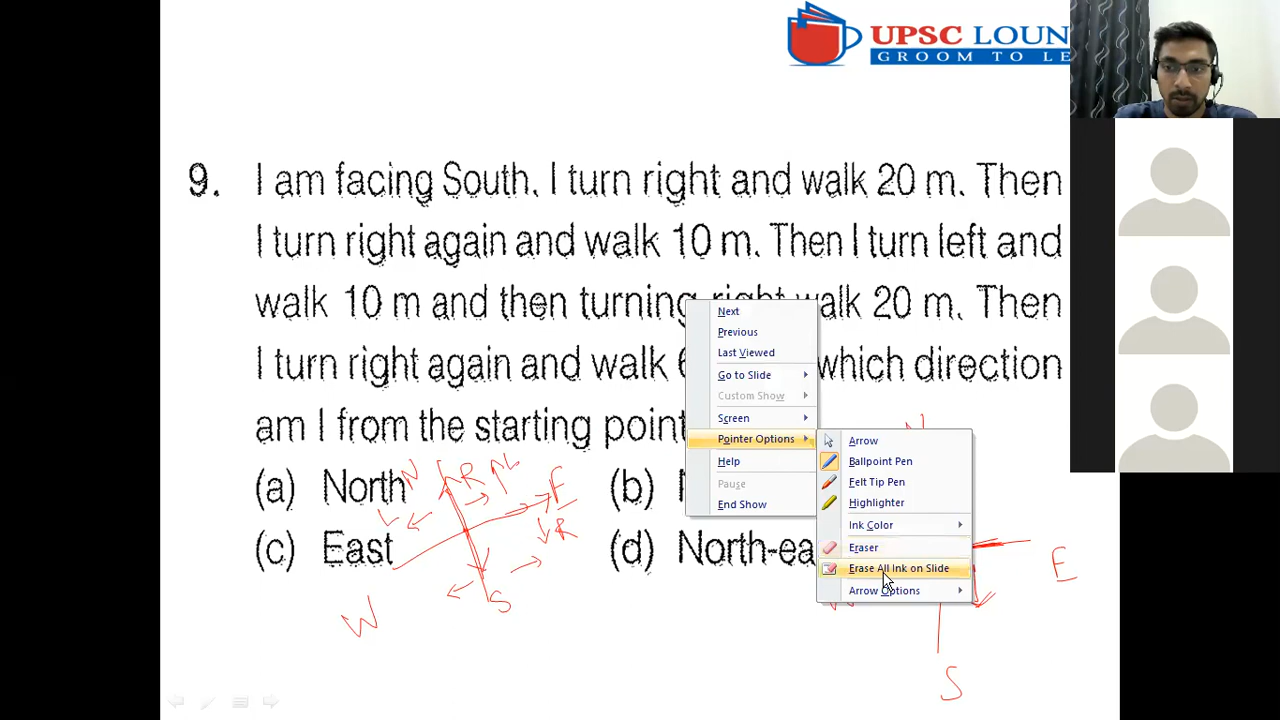 UPSC LOUN
GROOM TO LE
9. I am facing South. I turn right and walk 20 m. Then
I turn right again and walk 10 m. Then I turn left and
walk 10 m and then turning right walk 20 m. Then
I turn right again and walk 6 which direction
am I from the starting point
(a) North (b) N
(c) East (d) North-ea
Next
Previous
Last Viewed
Go to Slide
Custom Show
Screen
Pointer Options
Help
Pause
End Show
Arrow
Ballpoint Pen
Felt Tip Pen
Highlighter
Ink Color
Eraser
Erase All Ink on Slide
Arrow Options
N R N
L E
R
W S
N
E
S